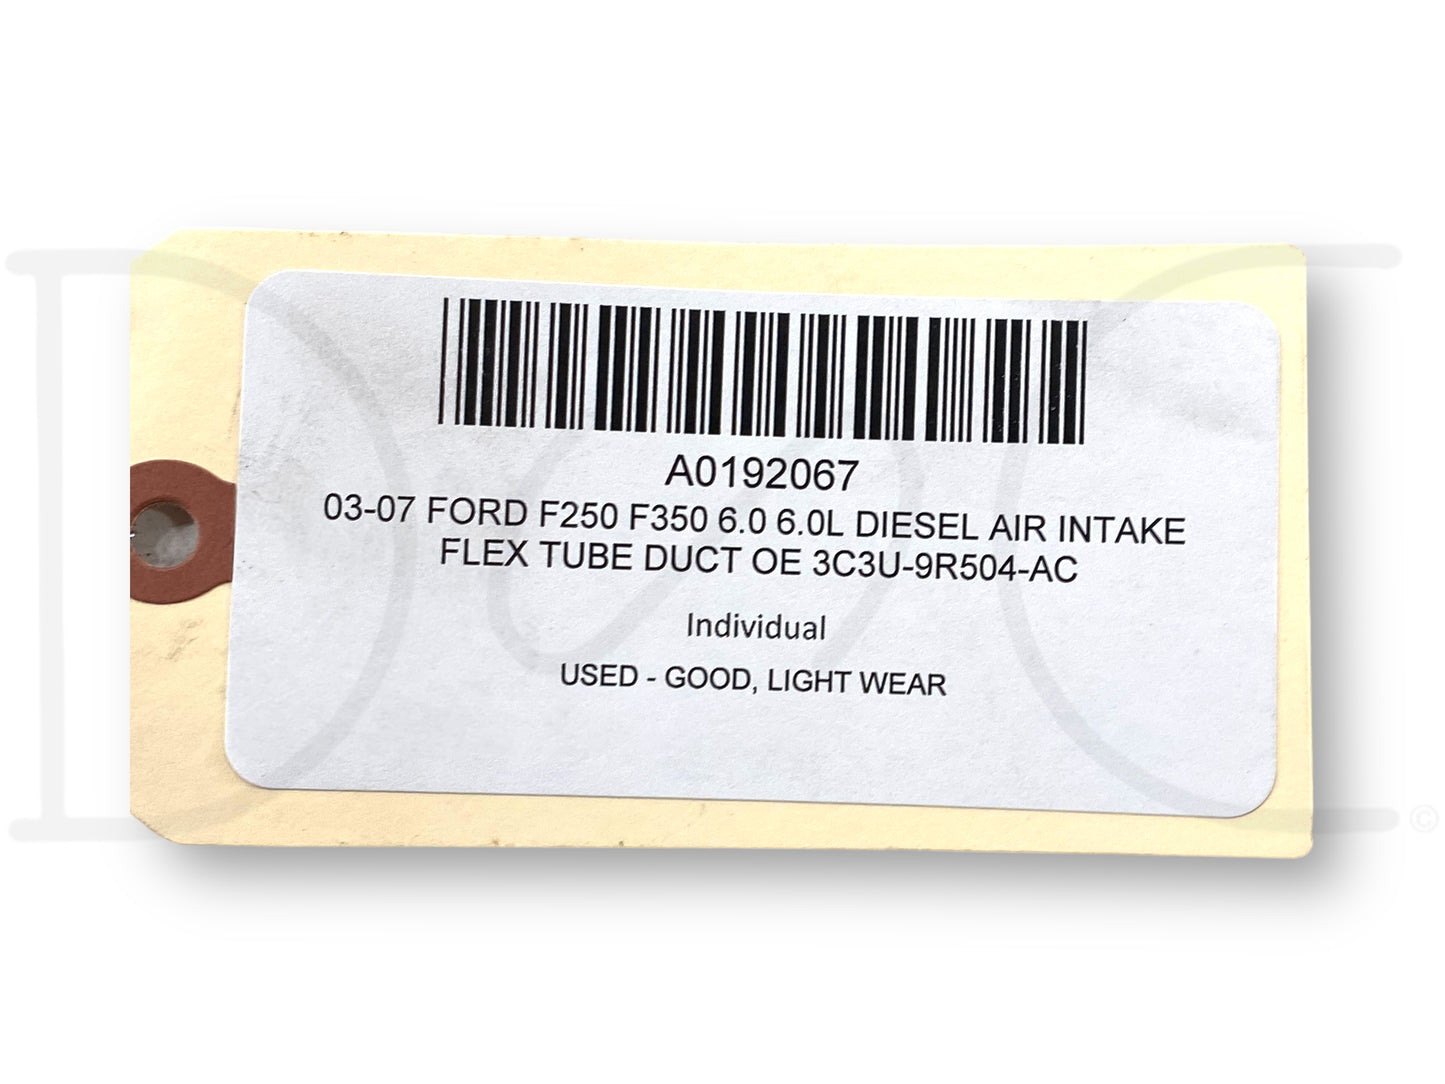 A0192067
03-07 FORD F250 F350 6.0 6.0L DIESEL AIR INTAKE
FLEX TUBE DUCT OE 3C3U-9R504-AC
Individual
USED - GOOD, LIGHT WEAR
D C ©